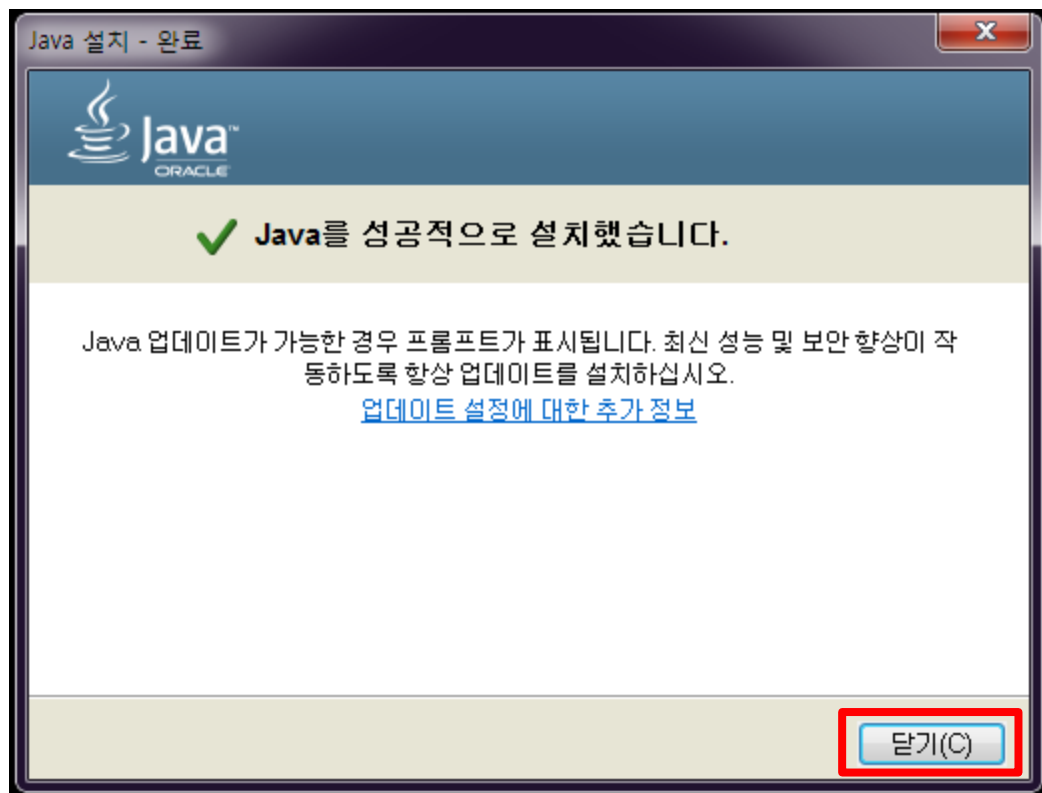 Java 설치 - 완료
Java™
ORACLE
Java를 성공적으로 설치했습니다.
Java 업데이트가 가능한 경우 프롬프트가 표시됩니다. 최신 성능 및 보안 향상이 작
동하도록 항상 업데이트를 설치하십시오.
업데이트 설정에 대한 추가 정보
닫기(C)